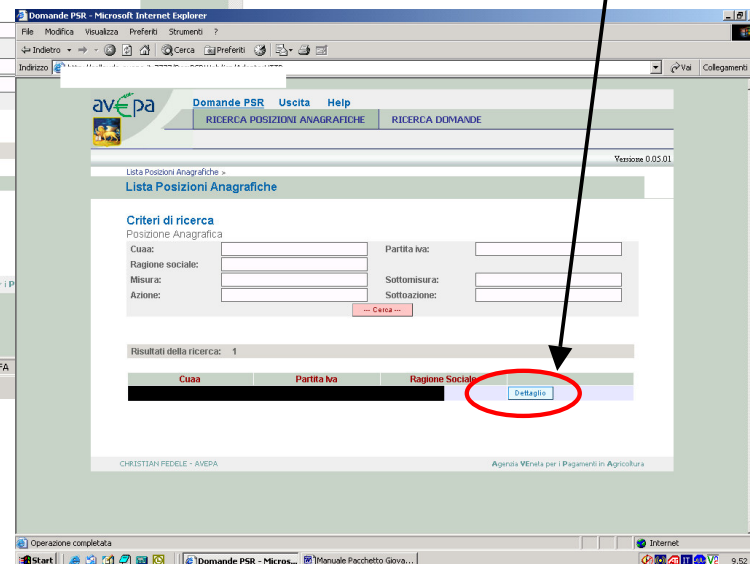 Domande PSR - Microsoft Internet Explorer
File Modifica Visualizza Preferiti Strumenti ?
Indietro Cerca Preferiti
Indirizzo Vai Collegamenti
avepa
Domande PSR Uscita Help
RICERCA POSIZIONI ANAGRAFICHE RICERCA DOMANDE
Versione 0.05.01
Lista Posizioni Anagrafiche »
Lista Posizioni Anagrafiche
Criteri di ricerca
Posizione Anagrafica
Cuaa: Partita iva:
Ragione sociale:
Misura: Sottomisura:
Azione: Sottoazione:
--- Cerca ---
Risultati della ricerca: 1
Cuaa Partita Iva Ragione Sociale
Dettaglio
CHRISTIAN FEDELE - AVEPA Agenzia VEneta per i Pagamenti in Agricoltura
i P
FA
Operazione completata Internet
Start Domande PSR - Micros... Manuale Pacchetto Giova... 9.52